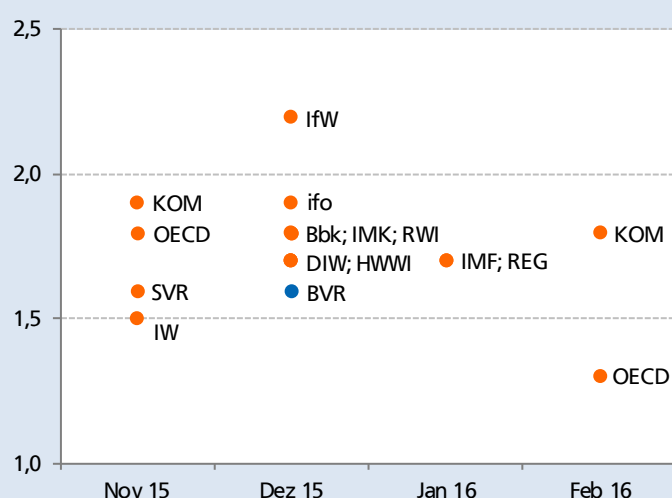 2,5
IfW
2,0
KOM
ifo
OECD
Bbk; IMK; RWI
KOM
DIW; HWWI
IMF; REG
SVR
BVR
1,5
IW
OECD
1,0
Nov 15
Dez 15
Jan 16
Feb 16